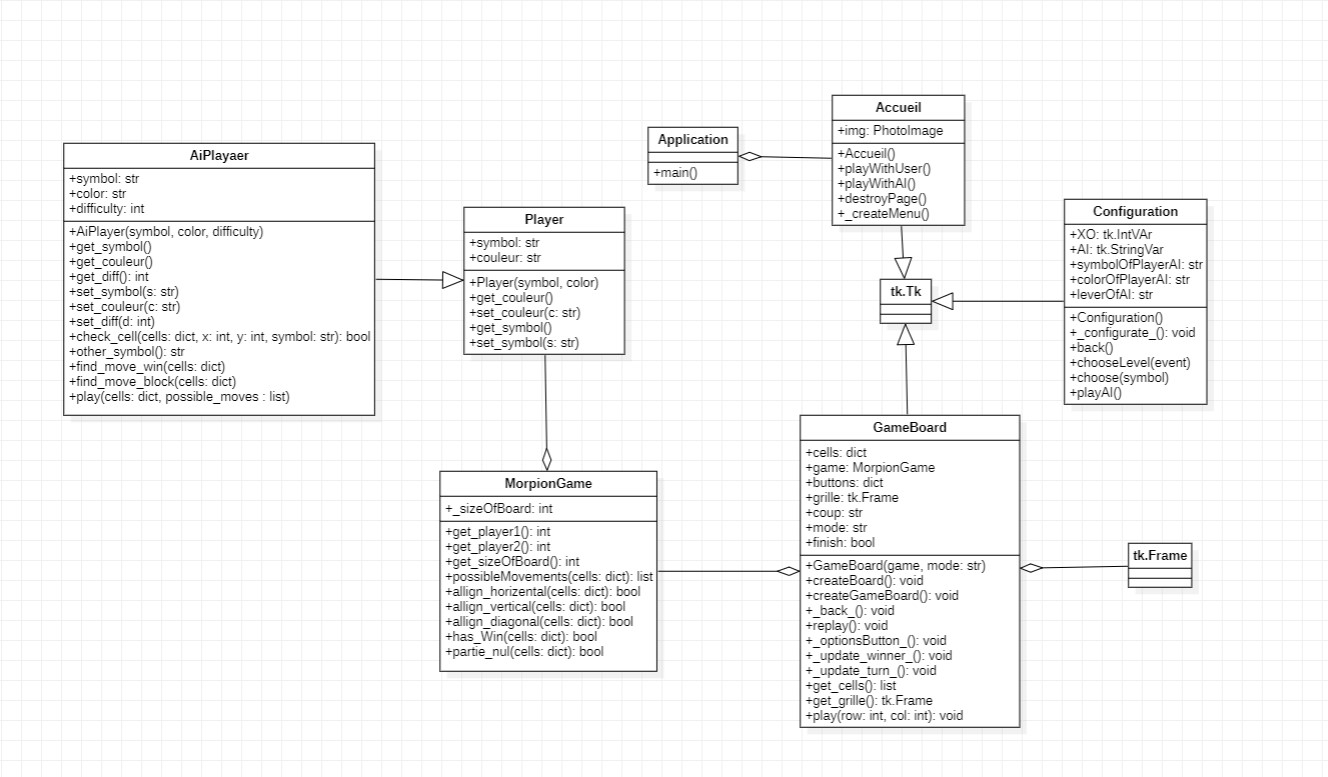 AiPlayaer
+symbol: str
+color: str
+difficulty: int
+AiPlayer(symbol, color, difficulty)
+get_symbol()
+get_couleur()
+get_diff(): int
+set_symbol(s: str)
+set_couleur(c: str)
+set_diff(d: int)
+check_cell(cells: dict, x: int, y: int, symbol: str): bool
+other_symbol(): str
+find_move_win(cells: dict)
+find_move_block(cells: dict)
+play(cells: dict, possible_moves : list)
Player
+symbol: str
+couleur: str
+Player(symbol, color)
+get_couleur()
+set_couleur(c: str)
+get_symbol()
+set_symbol(s: str)
Application
+main()
Accueil
+img: PhotoImage
+Accueil()
+playWithUser()
+playWithAI()
+destroyPage()
+_createMenu()
Configuration
+XO: tk.IntVAr
+AI: tk.StringVar
+symbolOfPlayerAI: str
+colorOfPlayerAI: str
+leverOfAI: str
+Configuration()
+_configurate_(): void
+back()
+chooseLevel(event)
+choose(symbol)
+playAI()
tk.Tk
MorpionGame
+_sizeOfBoard: int
+get_player1(): int
+get_player2(): int
+get_sizeOfBoard(): int
+possibleMovements(cells: dict): list
+allign_horizental(cells: dict): bool
+allign_vertical(cells: dict): bool
+allign_diagonal(cells: dict): bool
+has_Win(cells: dict): bool
+partie_nul(cells: dict): bool
GameBoard
+cells: dict
+game: MorpionGame
+buttons: dict
+grille: tk.Frame
+coup: str
+mode: str
+finish: bool
+GameBoard(game, mode: str)
+createBoard(): void
+createGameBoard(): void
+_back_(): void
+replay(): void
+_optionsButton_(): void
+_update_winner_(): void
+_update_turn_(): void
+get_cells(): list
+get_grille(): tk.Frame
+play(row: int, col: int): void
tk.Frame